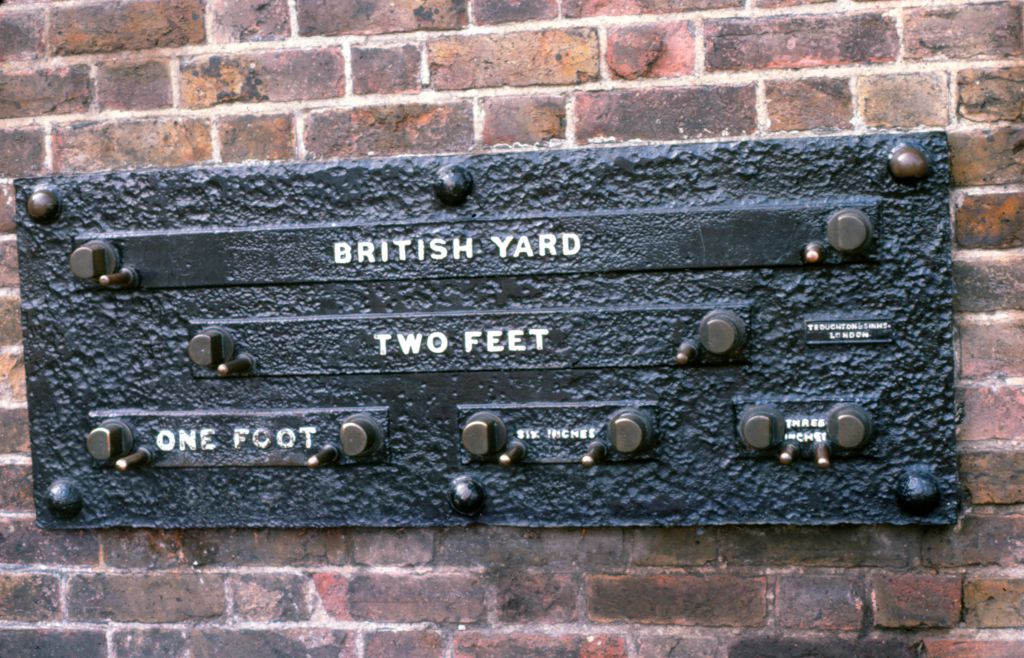 BRITISH YARD
TWO FEET
TROUGHTON & SIMMS.
LONDON
ONE FOOT
SIX INCHES
THREE
INCHES